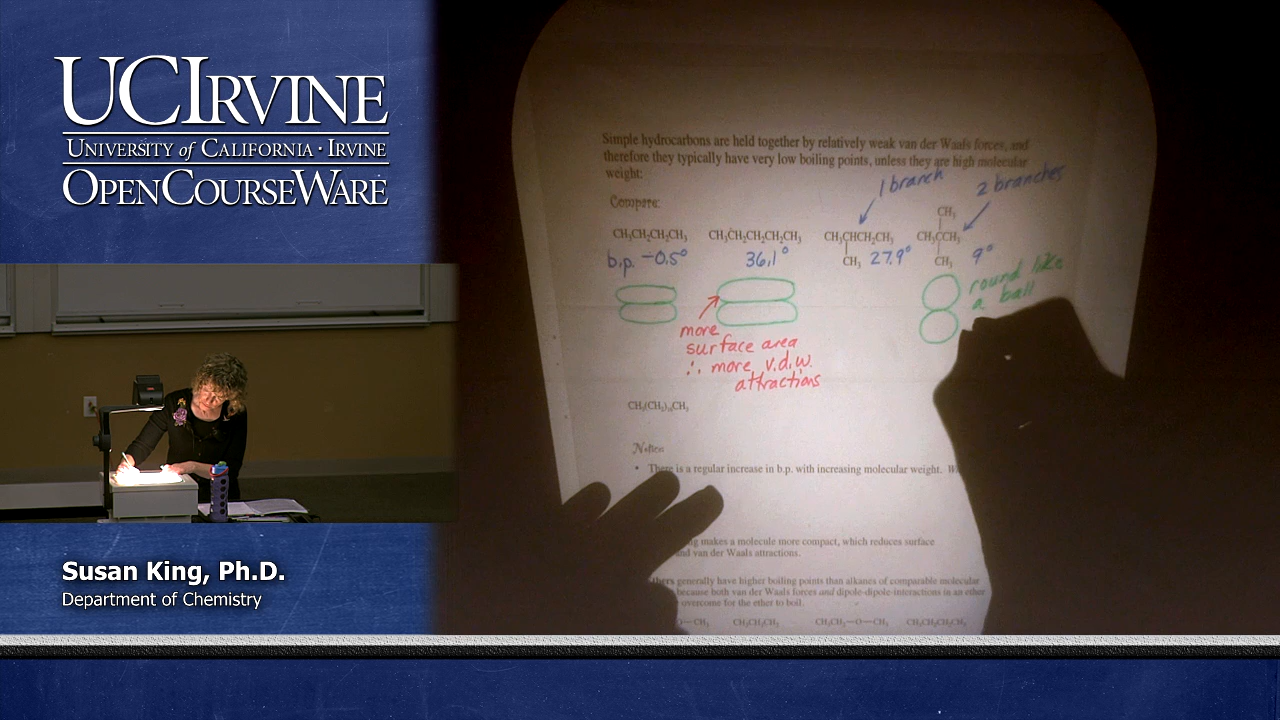 UCIRVINE
UNIVERSITY of CALIFORNIA · IRVINE
OPENCOURSEWARE
Susan King, Ph.D.
Department of Chemistry
Simple hydrocarbons are held together by relatively weak van der Waals forces, and
therefore they typically have very low boiling points, unless they are high molecular
weight:
1 branch
2 branches
Compare:
CH₃
CH₃CH₂CH₂CH₃ CH₃CH₂CH₂CH₂CH₃ CH₃CHCH₂CH₃ CH₃CCH₃
CH₃ CH₃
b.p. -0.5° 36.1° 27.9° 9°
round like
a ball
more
surface area
∴ more v.d.w.
attractions
Notice:
• There is a regular increase in b.p. with increasing molecular weight.
makes a molecule more compact, which reduces surface
and van der Waals attractions.
generally have higher boiling points than alkanes of comparable molecular
because both van der Waals forces and dipole-dipole-interactions in an ether
overcome for the ether to boil.
O—CH₃ CH₃CH₂CH₃ CH₃CH₂—O—CH₃ CH₃CH₂CH₂CH₃